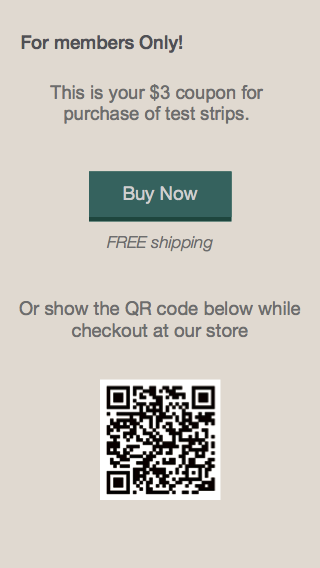 For members Only!
This is your $3 coupon for
purchase of test strips.
Buy Now
FREE shipping
Or show the QR code below while
checkout at our store